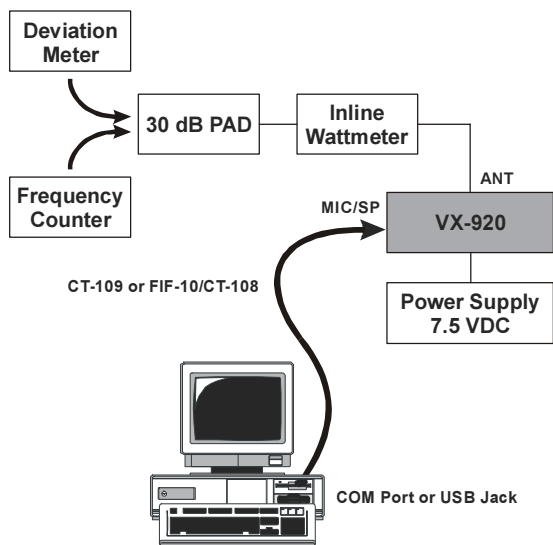 Deviation
Meter
30 dB PAD
Inline
Wattmeter
Frequency
Counter
ANT
MIC/SP
VX-920
CT-109 or FIF-10/CT-108
Power Supply
7.5 VDC
COM Port or USB Jack